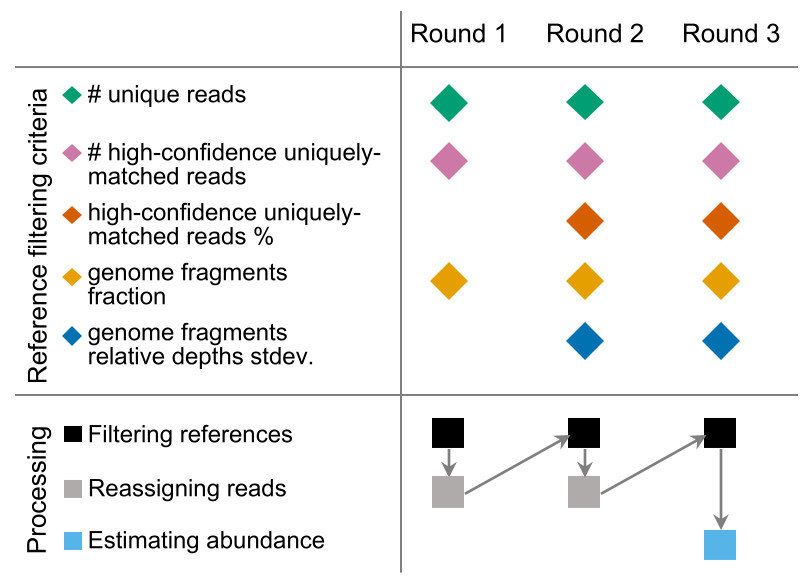 Round 1 Round 2 Round 3
Reference filtering criteria
# unique reads
# high-confidence uniquely-
matched reads
high-confidence uniquely-
matched reads %
genome fragments
fraction
genome fragments
relative depths stdev.
Processing
Filtering references
Reassigning reads
Estimating abundance